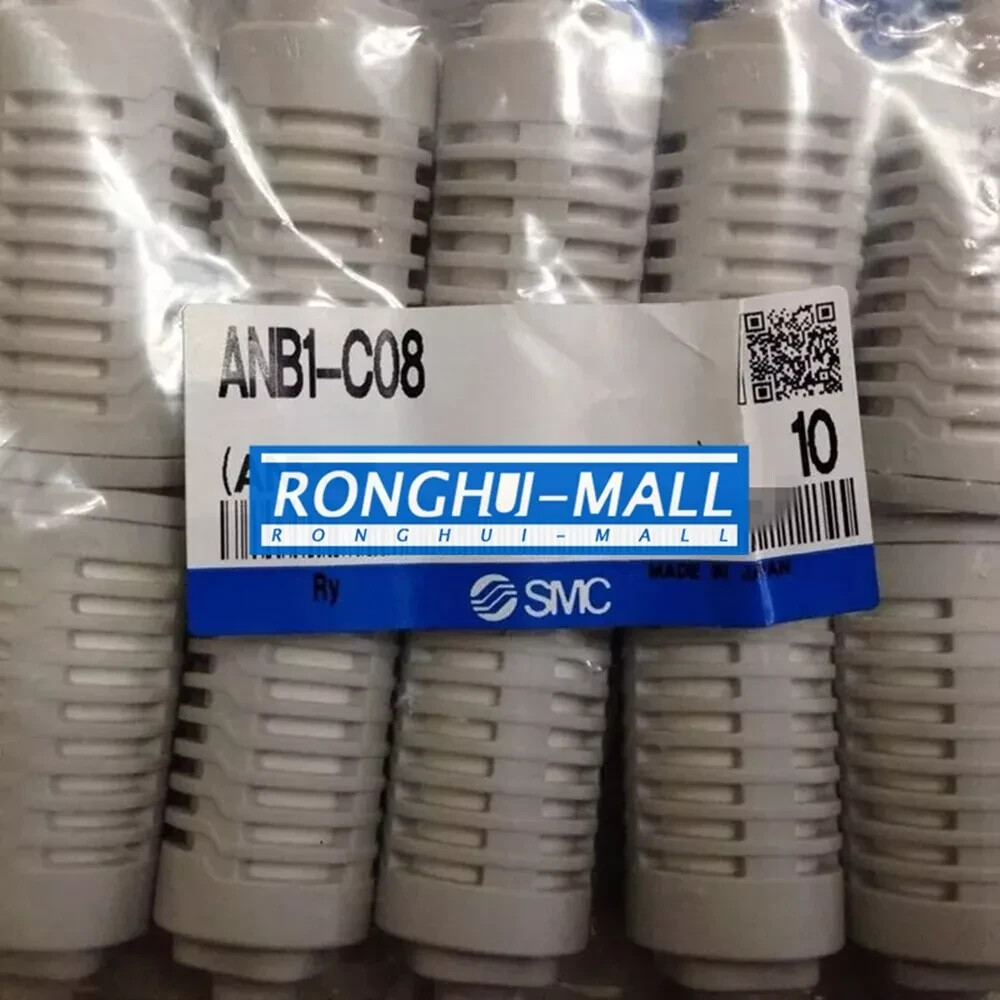 ANB1-C08
10
RONGHUI-MALL
RONGHUI-MALL
Ry
SMC
MADE IN JAPAN